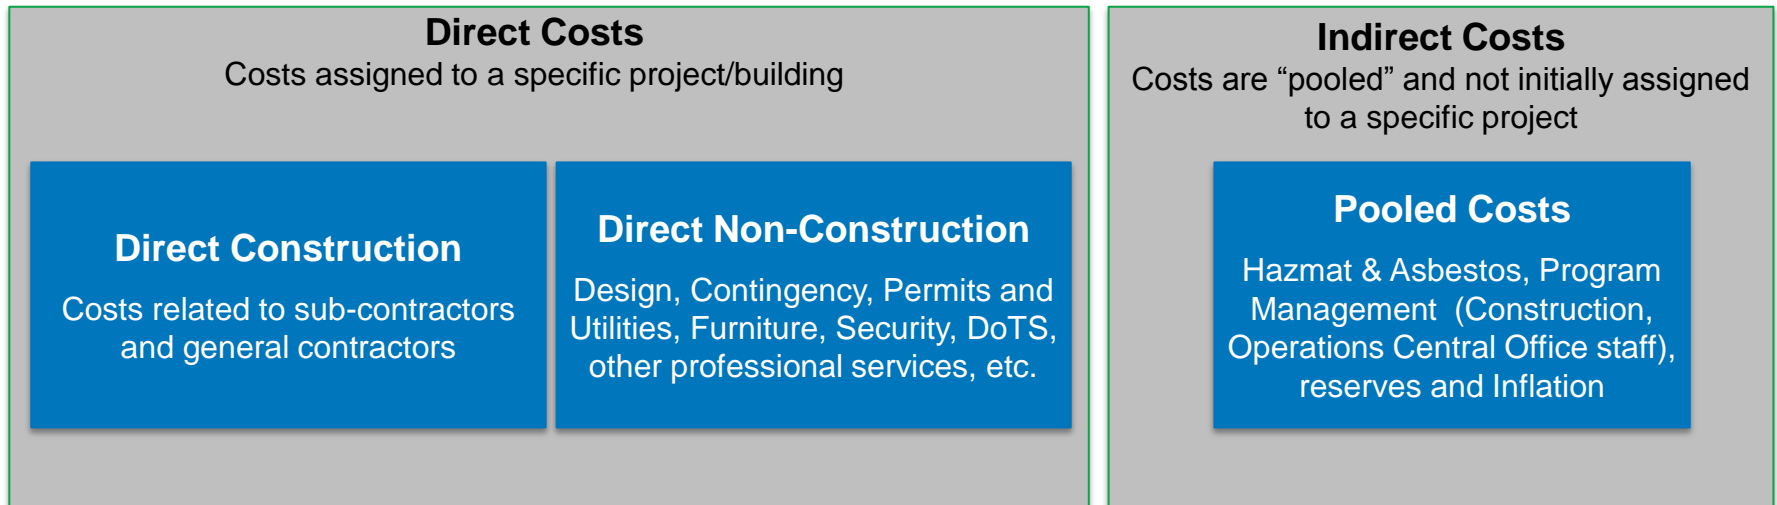 Direct Costs
Costs assigned to a specific project/building
Direct Construction
Costs related to sub-contractors
and general contractors
Direct Non-Construction
Design, Contingency, Permits and
Utilities, Furniture, Security, DoTS,
other professional services, etc.
Indirect Costs
Costs are “pooled” and not initially assigned
to a specific project
Pooled Costs
Hazmat & Asbestos, Program
Management (Construction,
Operations Central Office staff),
reserves and Inflation